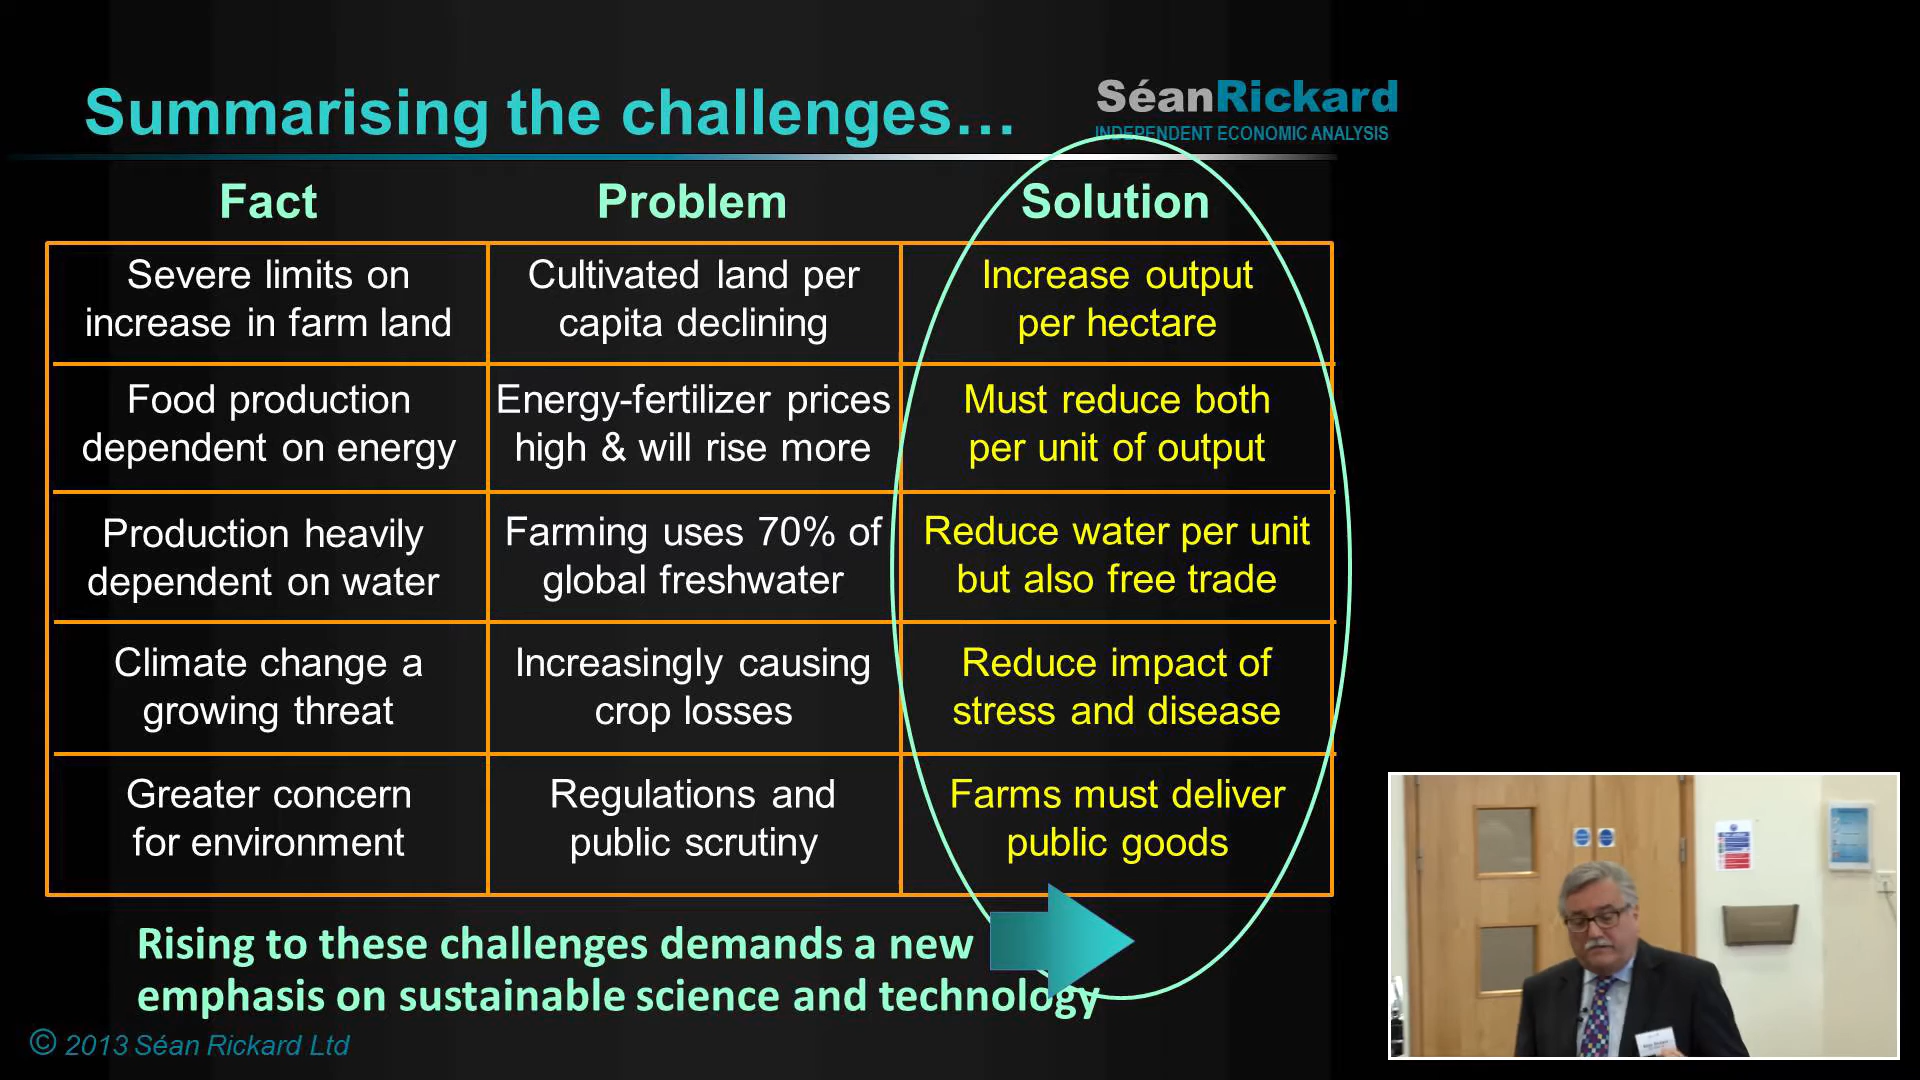 Summarising the challenges…
SéanRickard
INDEPENDENT ECONOMIC ANALYSIS
Fact
Problem
Solution
Severe limits on
increase in farm land
Cultivated land per
capita declining
Increase output
per hectare
Food production
dependent on energy
Energy-fertilizer prices
high & will rise more
Must reduce both
per unit of output
Production heavily
dependent on water
Farming uses 70% of
global freshwater
Reduce water per unit
but also free trade
Climate change a
growing threat
Increasingly causing
crop losses
Reduce impact of
stress and disease
Greater concern
for environment
Regulations and
public scrutiny
Farms must deliver
public goods
Rising to these challenges demands a new
emphasis on sustainable science and technology
© 2013 Séan Rickard Ltd